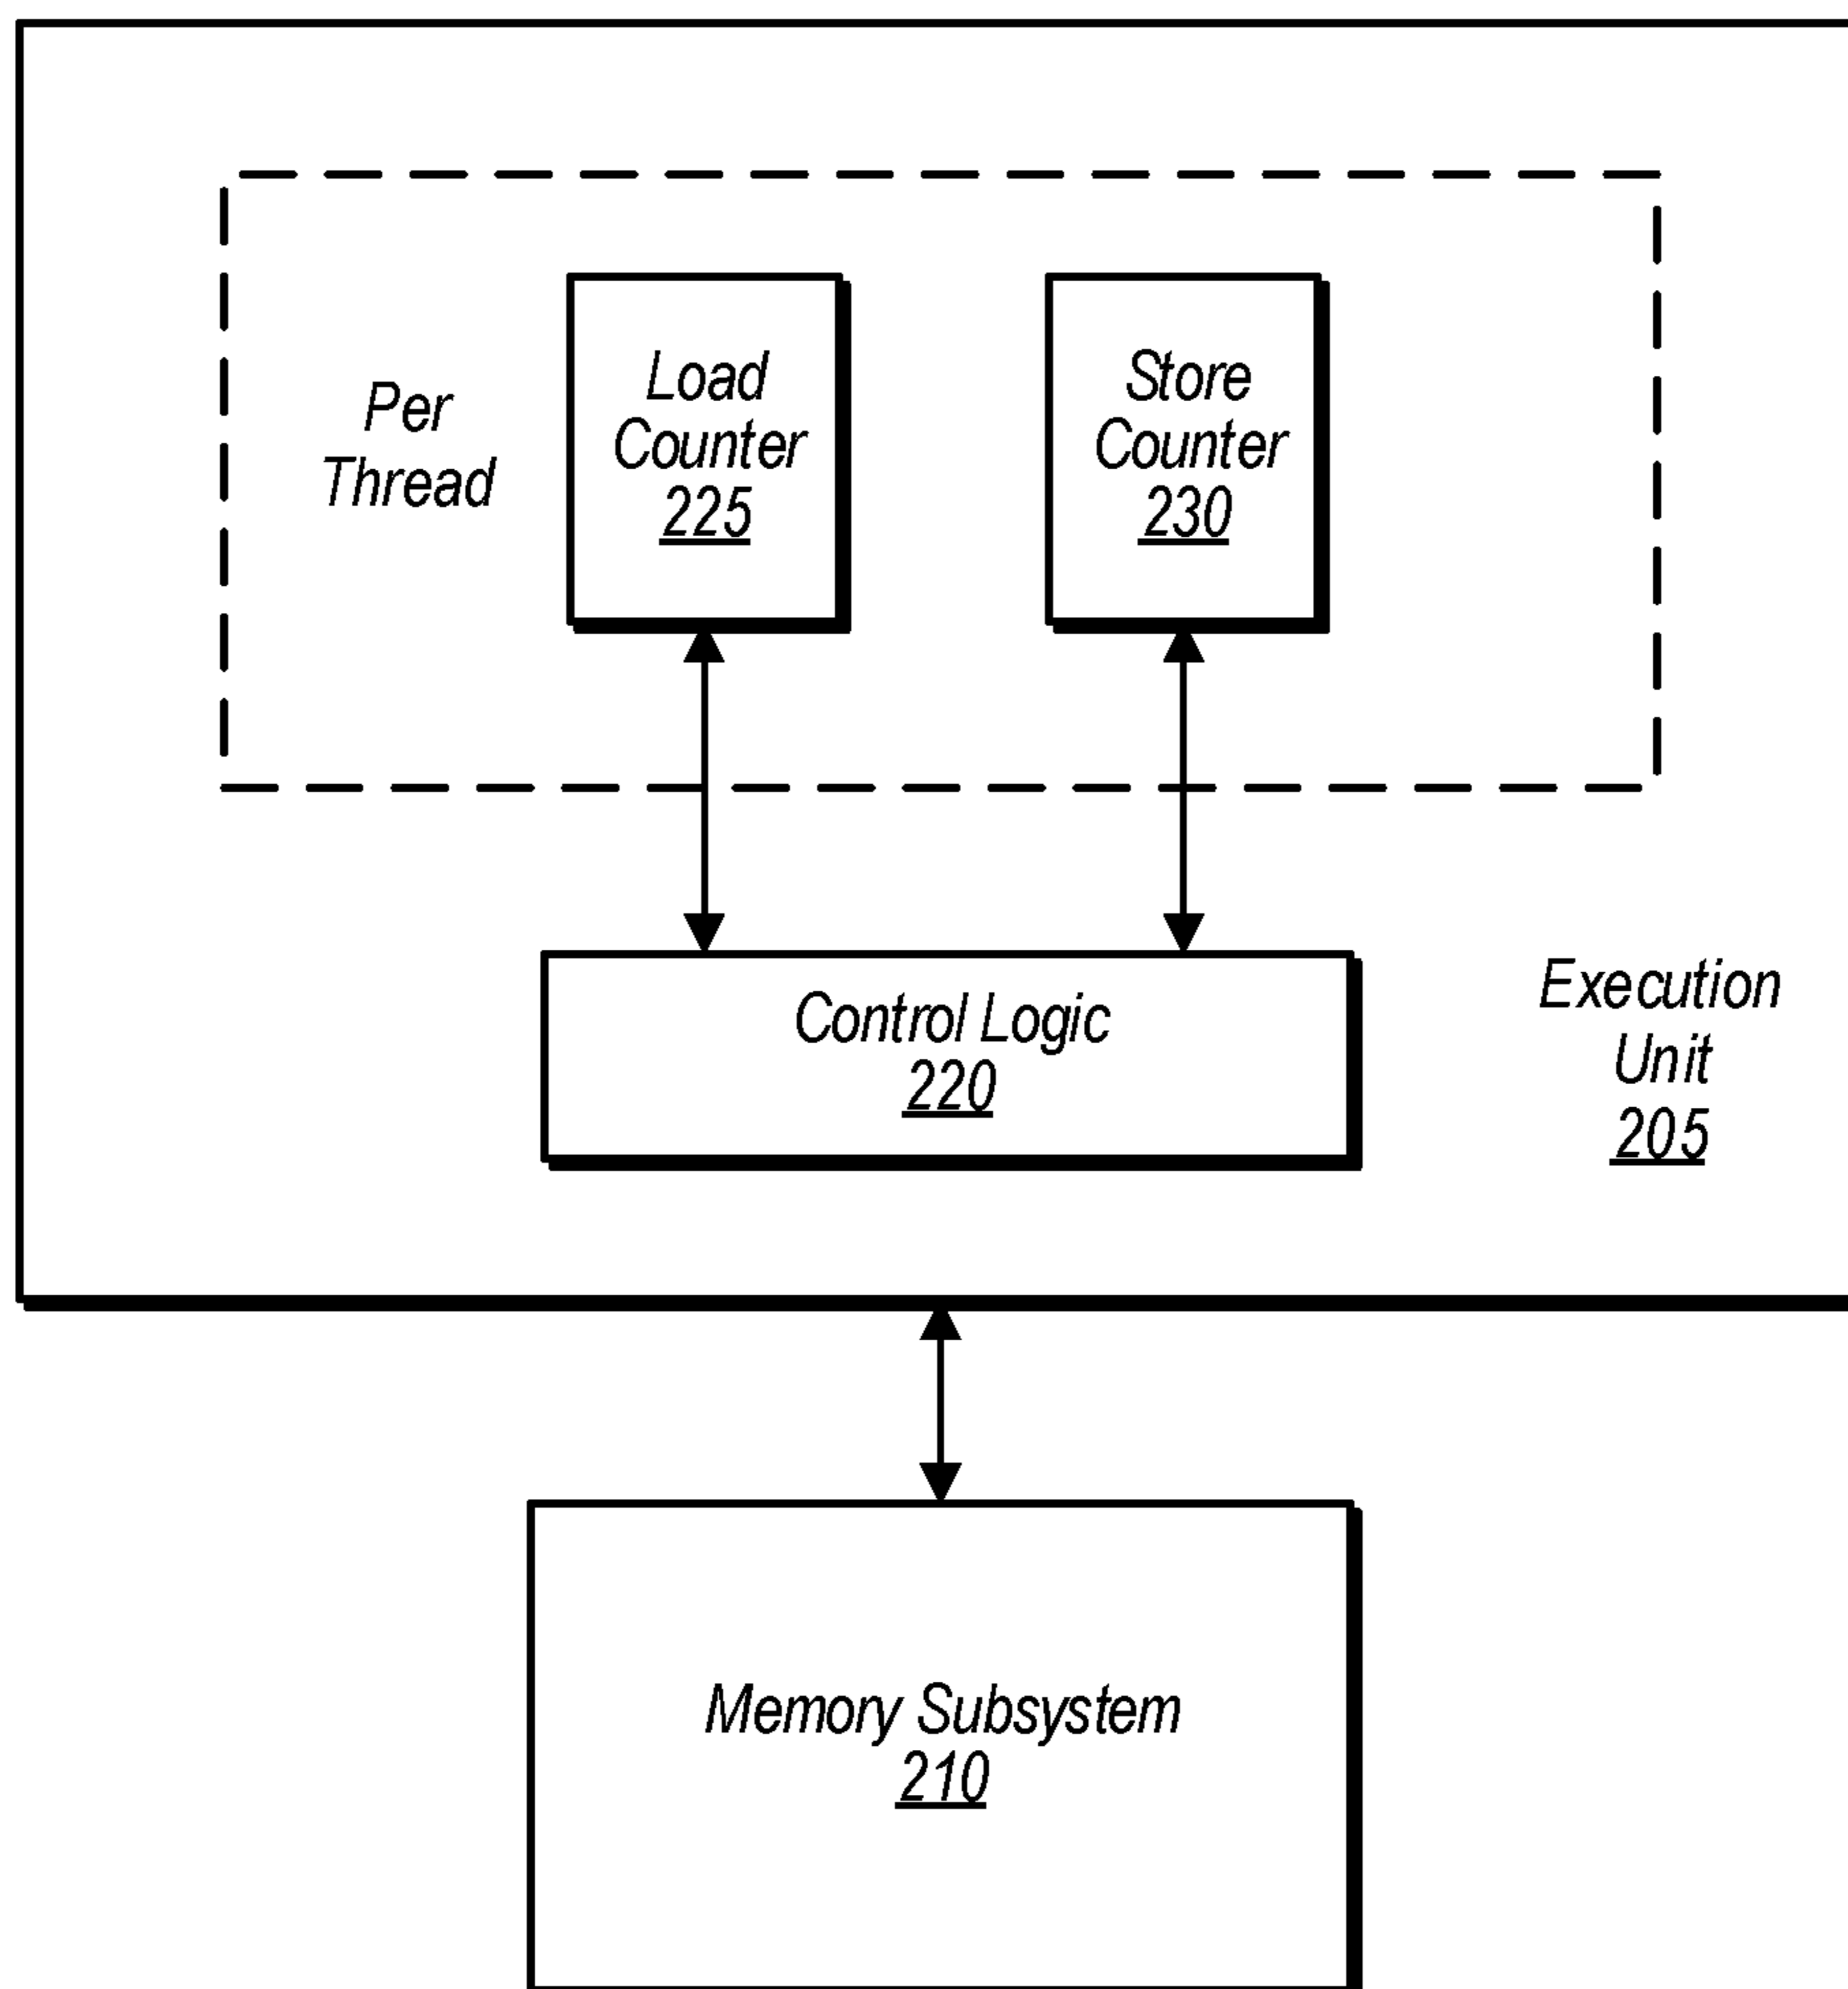 Per
Thread
Load
Counter
225
Store
Counter
230
Control Logic
220
Execution
Unit
205
Memory Subsystem
210